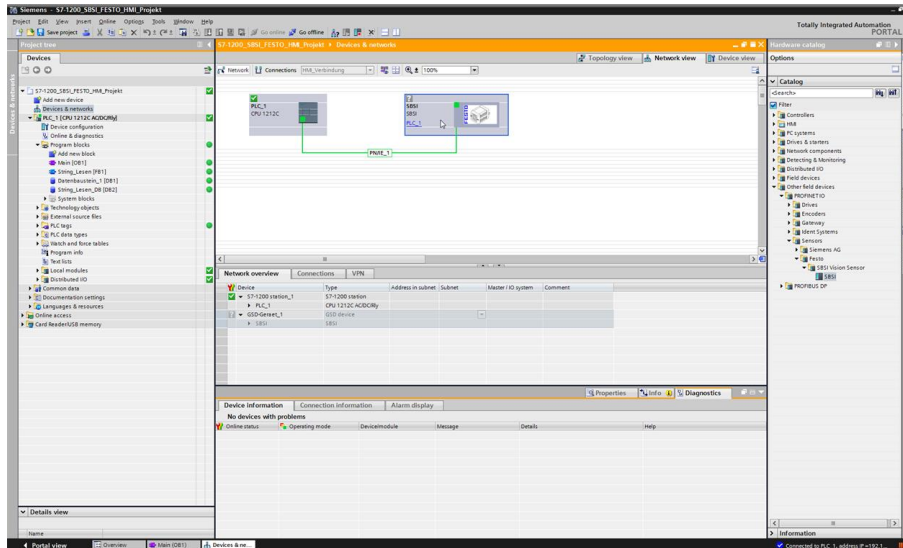 Siemens - S7-1200_SBSI_FESTO_HMI_Projekt
Project Edit View Insert Online Options Tools Window Help
Totally Integrated Automation
PORTAL
Save project Go online Go offline
Project tree
S7-1200_SBSI_FESTO_HMI_Projekt Devices & networks
Hardware catalog
Devices
Topology view Network view Device view
Options
Network Connections HMI_Verbindung 100%
Devices & networks
Catalog
<Search>
Filter
S7-1200_SBSI_FESTO_HMI_Projekt
Add new device
Devices & networks
PLC_1 [CPU 1212C AC/DC/Rly]
Device configuration
Online & diagnostics
Program blocks
Add new block
Main [OB1]
String_Lesen [FB1]
Datenbaustein_1 [DB1]
String_Lesen_DB [DB2]
System blocks
Technology objects
External source files
PLC tags
PLC data types
Watch and force tables
Program info
Text lists
Local modules
Distributed I/O
Common data
Documentation settings
Languages & resources
Online access
Card Reader/USB memory
PLC_1
CPU 1212C
SBSI
SBSI
PLC_1
FESTO
PN/IE_1
Controllers
HMI
PC systems
Drives & starters
Network components
Detecting & Monitoring
Distributed I/O
Field devices
Other field devices
PROFINET IO
Drives
Encoders
Gateway
Ident Systems
Sensors
Siemens AG
Festo
SBSI Vision Sensor
SBSI
PROFIBUS DP
Network overview Connections VPN
Device Type Address in subnet Subnet Master / IO system Comment
S7-1200 station_1 S7-1200 station
PLC_1 CPU 1212C AC/DC/Rly
GSD-Geraet_1 GSD device
SBSI SBSI
Properties Info Diagnostics
Device information Connection information Alarm display
No devices with problems
Online status Operating mode Device/module Message Details Help
Details view
Name
Information
Portal view Overview Main (OB1) Devices & ne...
Connected to PLC_1, address IP=192.1...